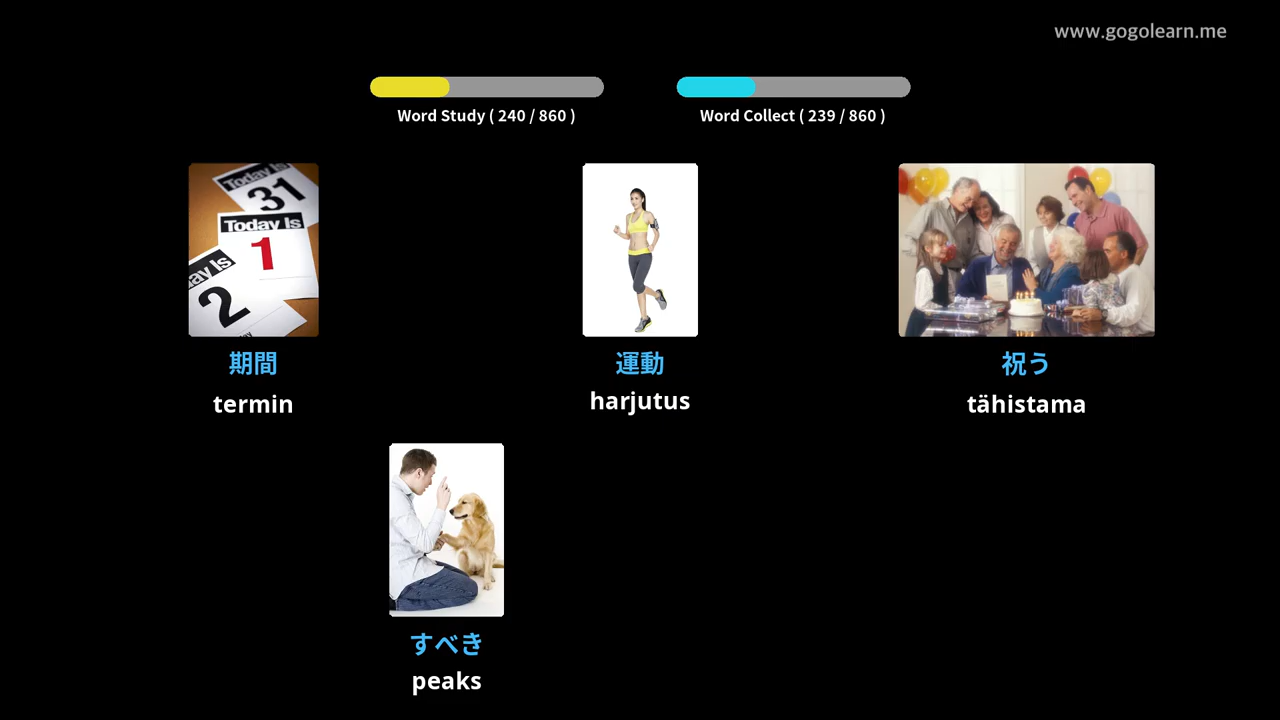 www.gogolearn.me
Word Study ( 240 / 860 )
Word Collect ( 239 / 860 )
Today Is
31
Today Is
1
ay Is
2
期間
termin
運動
harjutus
祝う
tähistama
すべき
peaks